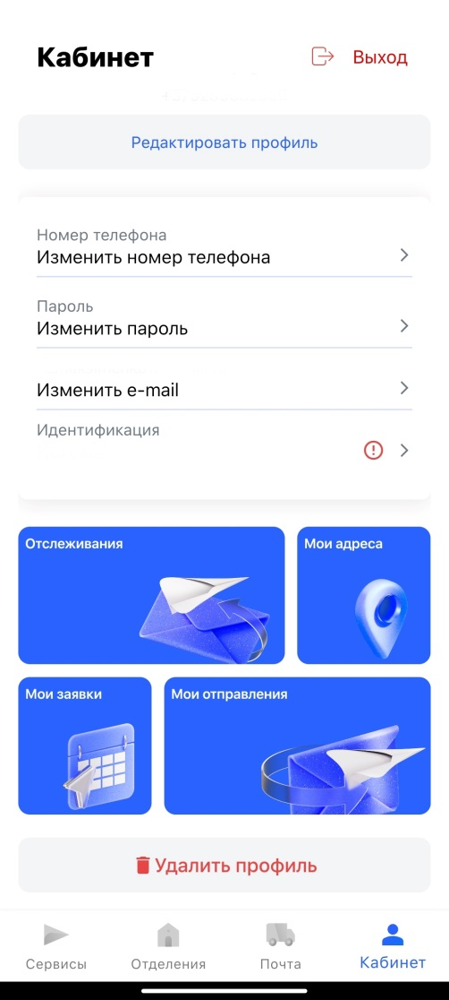 Кабинет
Выход
Редактировать профиль
Номер телефона
Изменить номер телефона
Пароль
Изменить пароль
Изменить e-mail
Идентификация
Отслеживания
Мои адреса
Мои заявки
Мои отправления
Удалить профиль
Сервисы
Отделения
Почта
Кабинет